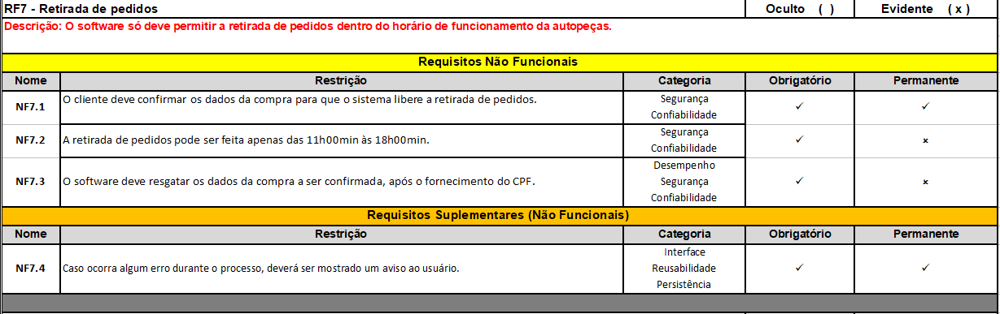 RF7 - Retirada de pedidos Oculto ( ) Evidente ( x )
Descrição: O software só deve permitir a retirada de pedidos dentro do horário de funcionamento da autopeças.
Requisitos Não Funcionais
Nome Restrição Categoria Obrigatório Permanente
NF7.1 O cliente deve confirmar os dados da compra para que o sistema libere a retirada de pedidos. Segurança ✓ ✓
Confiabilidade
NF7.2 A retirada de pedidos pode ser feita apenas das 11h00min às 18h00min. Segurança ✓ ×
Confiabilidade
Desempenho
NF7.3 O software deve resgatar os dados da compra a ser confirmada, após o fornecimento do CPF. Segurança ✓ ×
Confiabilidade
Requisitos Suplementares (Não Funcionais)
Nome Restrição Categoria Obrigatório Permanente
Interface
NF7.4 Caso ocorra algum erro durante o processo, deverá ser mostrado um aviso ao usuário. Reusabilidade ✓ ✓
Persistência